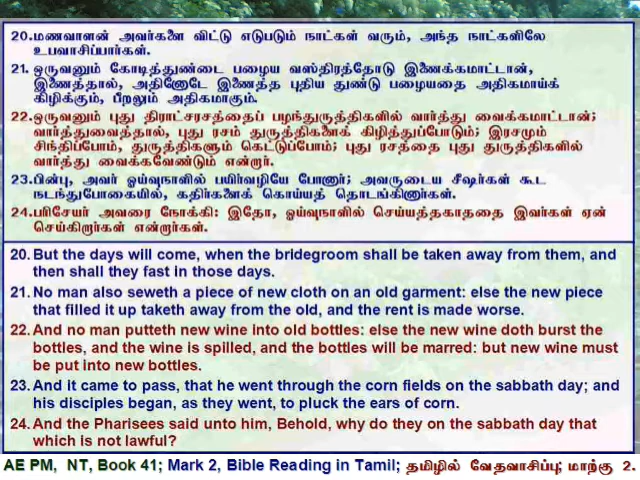 20.மணவாளன் அவர்களை விட்டு எடுபடும் நாட்கள் வரும், அந்த நாட்களிலே
உபவாசிப்பார்கள்.
21. ஒருவனும் கோடித்துண்டை பழைய வஸ்திரத்தோடு இணைக்கமாட்டான்,
இணைத்தால், அதினோடே இணைத்த புதிய துண்டு பழையதை அதிகமாய்க்
கிழிக்கும், பீறலும் அதிகமாகும்.
22.ஒருவனும் புது திராட்சரசத்தைப் பழந்துருத்திகளில் வார்த்து வைக்கமாட்டான்;
வார்த்துவைத்தால், புது ரசம் துருத்திகளைக் கிழித்துப்போடும்; இரசமும்
சிந்திப்போம், துருத்திகளும் கெட்டுப்போம்; புது ரசத்தை புது துருத்திகளில்
வார்த்து வைக்கவேண்டும் என்றார்.
23.பின்பு, அவர் ஓய்வுநாளில் பயிர்வழியே போனார்; அவருடைய சீஷர்கள் கூட
நடந்துபோகையில், கதிர்களைக் கொய்யத் தொடங்கினார்கள்.
24.பரிசேயர் அவரை நோக்கி: இதோ, ஓய்வுநாளில் செய்யத்தகாததை இவர்கள் ஏன்
செய்கிறார்கள் என்றார்கள்.
20. But the days will come, when the bridegroom shall be taken away from them, and
then shall they fast in those days.
21. No man also seweth a piece of new cloth on an old garment: else the new piece
that filled it up taketh away from the old, and the rent is made worse.
22. And no man putteth new wine into old bottles: else the new wine doth burst the
bottles, and the wine is spilled, and the bottles will be marred: but new wine must
be put into new bottles.
23. And it came to pass, that he went through the corn fields on the sabbath day; and
his disciples began, as they went, to pluck the ears of corn.
24. And the Pharisees said unto him, Behold, why do they on the sabbath day that
which is not lawful?
AE PM, NT, Book 41; Mark 2, Bible Reading in Tamil; தமிழில் வேதவாசிப்பு; மாற்கு 2.